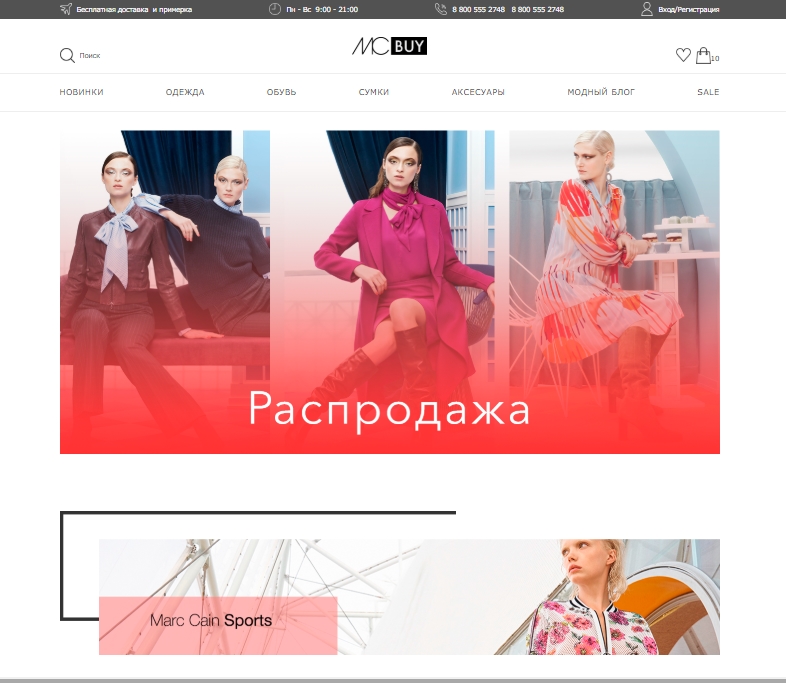 Бесплатная доставка и примерка
Пн - Вс 9:00 - 21:00
8 800 555 2748 8 800 555 2748
Вход/Регистрация
Поиск
MC BUY
10
НОВИНКИ
ОДЕЖДА
ОБУВЬ
СУМКИ
АКСЕСУАРЫ
МОДНЫЙ БЛОГ
SALE
Распродажа
Marc Cain Sports